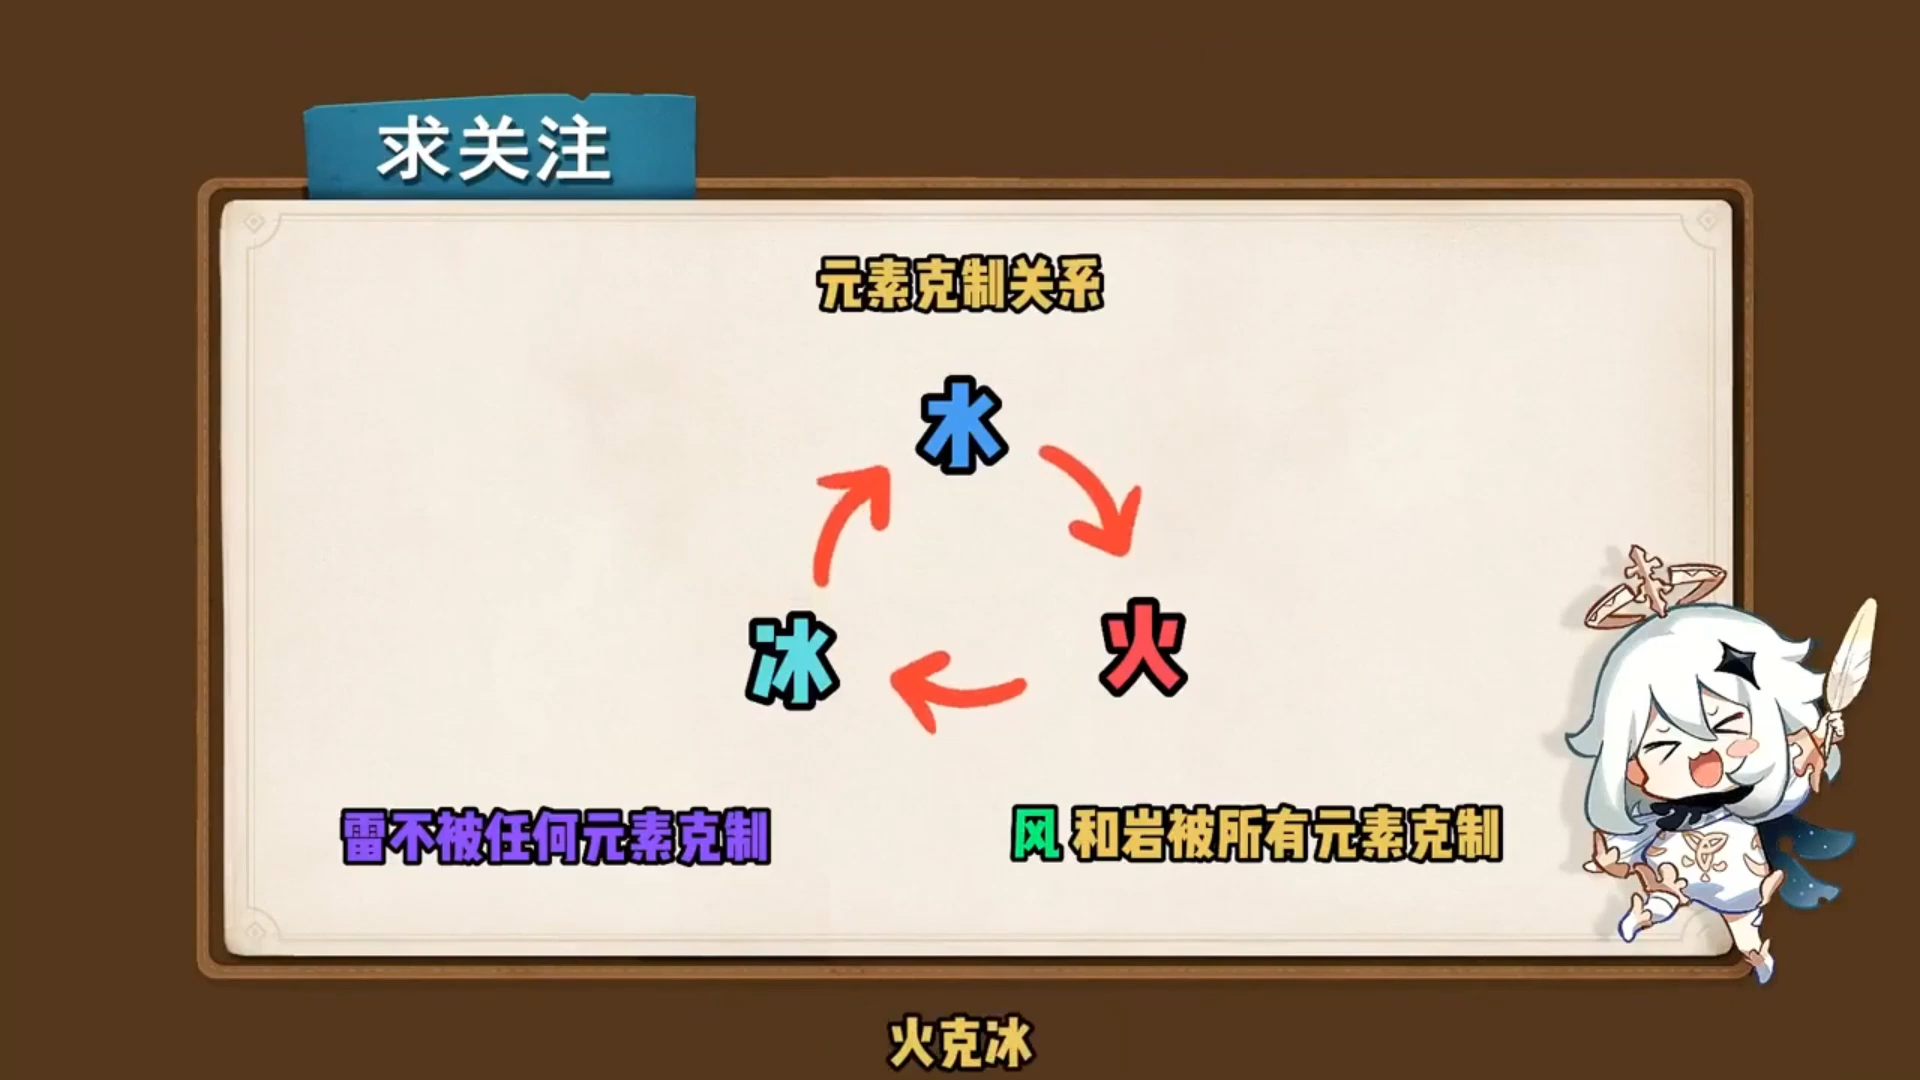 求关注
元素克制关系
水
冰
火
雷不被任何元素克制
风 和岩被所有元素克制
火克冰